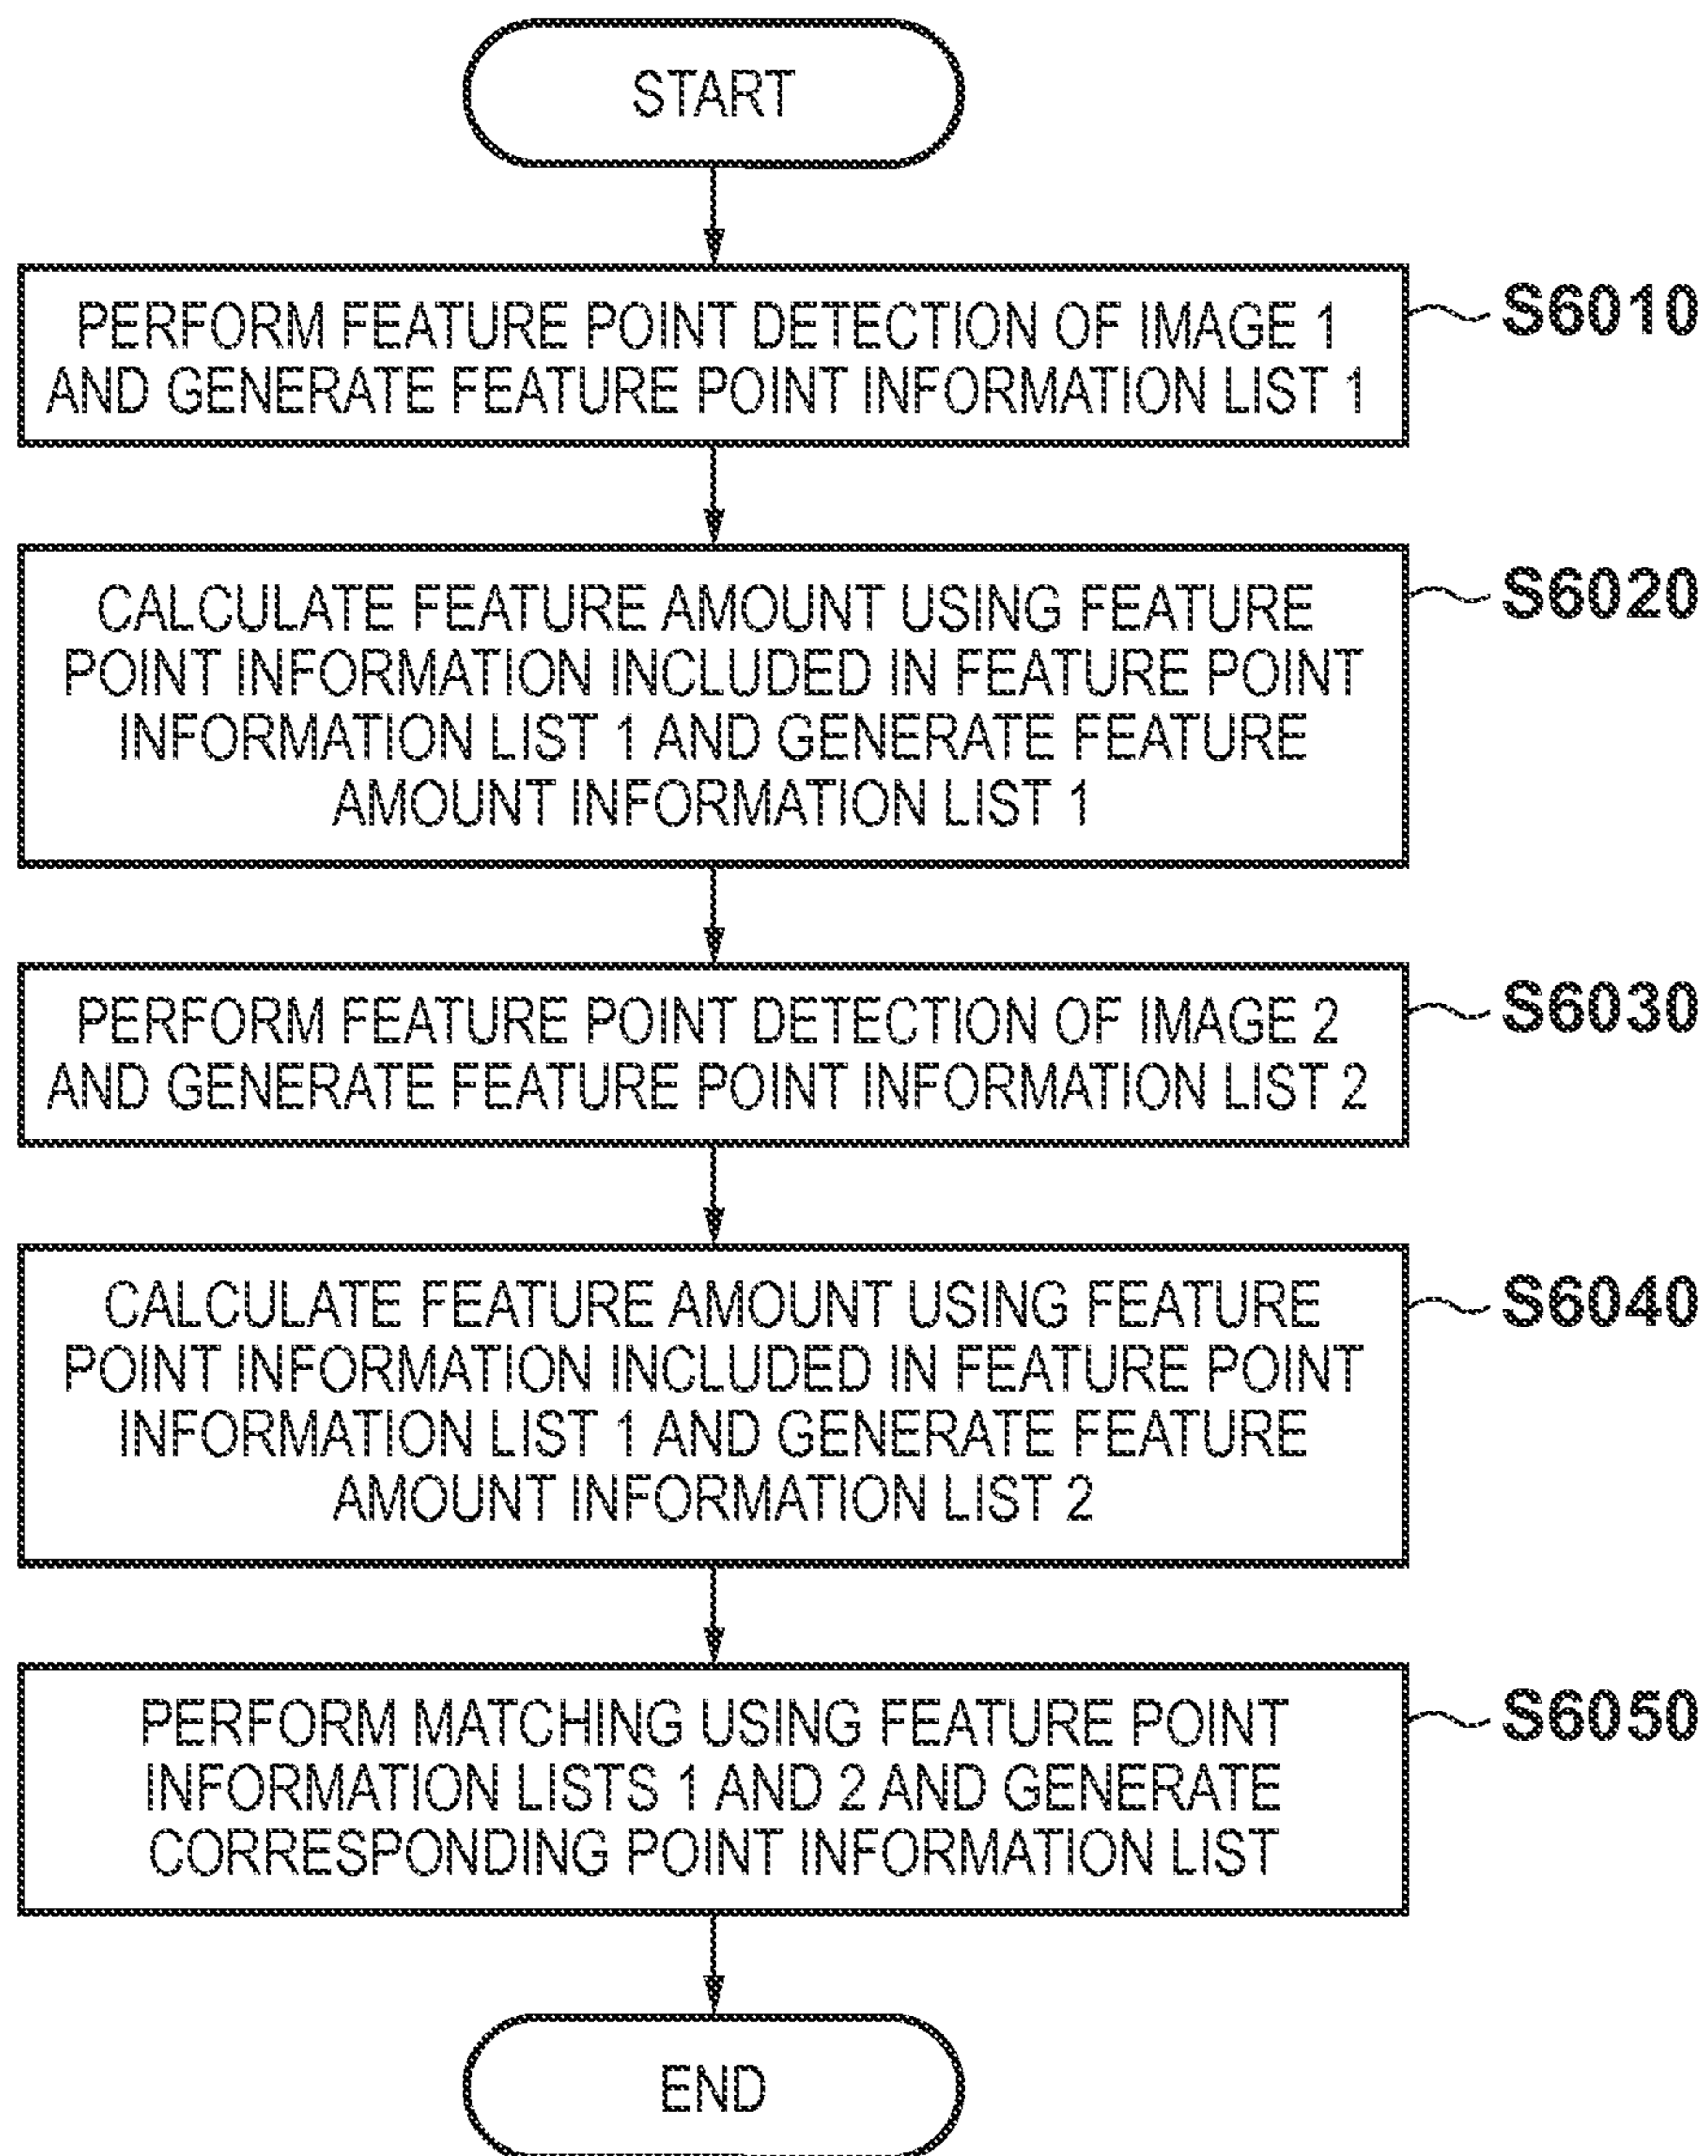 START
PERFORM FEATURE POINT DETECTION OF IMAGE 1
AND GENERATE FEATURE POINT INFORMATION LIST 1
S6010
CALCULATE FEATURE AMOUNT USING FEATURE
POINT INFORMATION INCLUDED IN FEATURE POINT
INFORMATION LIST 1 AND GENERATE FEATURE
AMOUNT INFORMATION LIST 1
S6020
PERFORM FEATURE POINT DETECTION OF IMAGE 2
AND GENERATE FEATURE POINT INFORMATION LIST 2
S6030
CALCULATE FEATURE AMOUNT USING FEATURE
POINT INFORMATION INCLUDED IN FEATURE POINT
INFORMATION LIST 1 AND GENERATE FEATURE
AMOUNT INFORMATION LIST 2
S6040
PERFORM MATCHING USING FEATURE POINT
INFORMATION LISTS 1 AND 2 AND GENERATE
CORRESPONDING POINT INFORMATION LIST
S6050
END